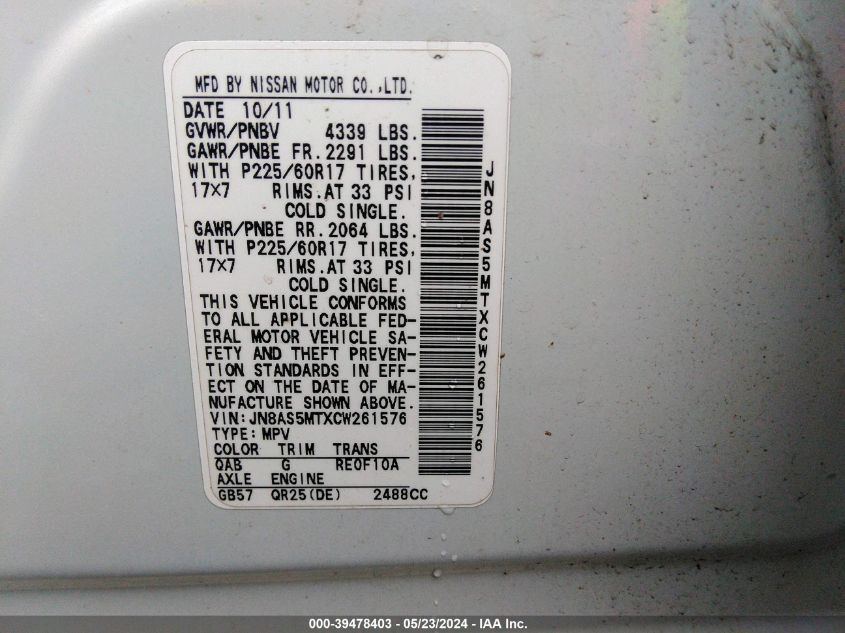 MFD BY NISSAN MOTOR CO.,LTD.
DATE 10/11
GVWR/PNBV 4339 LBS.
GAWR/PNBE FR.2291 LBS.
WITH P225/60R17 TIRES,
17X7 RIMS.AT 33 PSI
COLD SINGLE.
GAWR/PNBE RR.2064 LBS.
WITH P225/60R17 TIRES,
17X7 RIMS.AT 33 PSI
COLD SINGLE.
THIS VEHICLE CONFORMS
TO ALL APPLICABLE FED-
ERAL MOTOR VEHICLE SA-
FETY AND THEFT PREVEN-
TION STANDARDS IN EFF-
ECT ON THE DATE OF MA-
NUFACTURE SHOWN ABOVE.
VIN:JN8AS5MTXCW261576
TYPE:MPV
COLOR TRIM TRANS
QAB G RE0F10A
AXLE ENGINE
GB57 QR25(DE) 2488CC
JN8AS5MTXCW261576
000-39478403 - 05/23/2024 - IAA Inc.